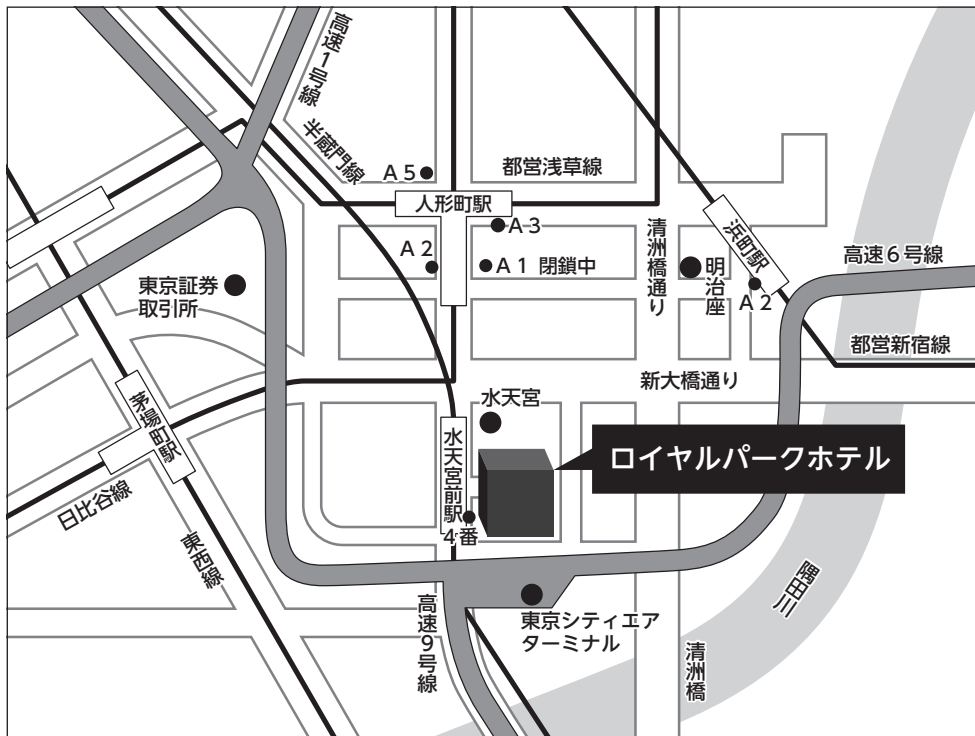 高速1号線
半蔵門線
A 5
都営浅草線
人形町駅
A 3
A 2
A 1 閉鎖中
清洲橋通り
明治座
浜町駅
A 2
高速6号線
東京証券
取引所
都営新宿線
新大橋通り
茅場町駅
水天宮
水天宮前駅
ロイヤルパークホテル
4番
日比谷線
東西線
高速9号線
東京シティエア
ターミナル
清洲橋
隅田川